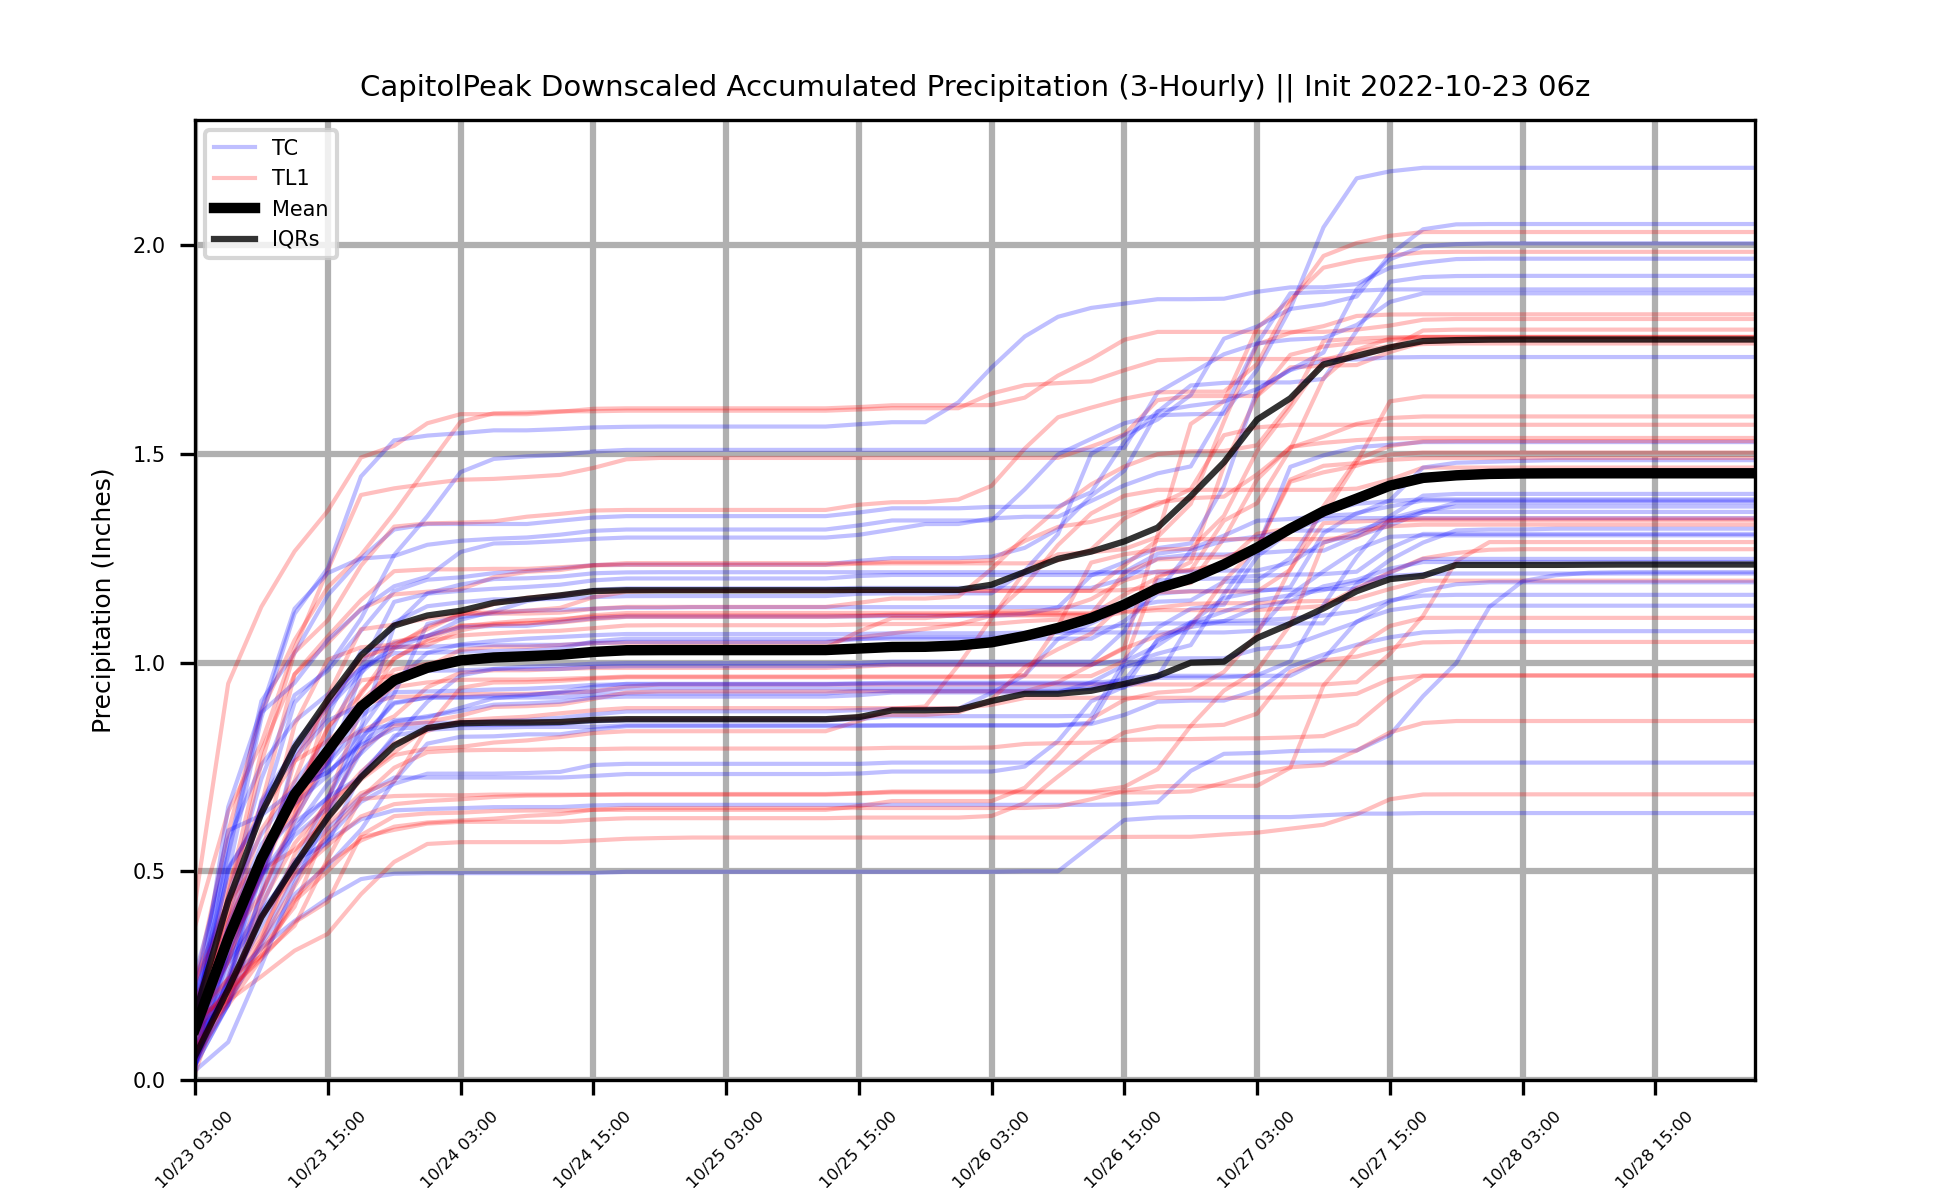 CapitolPeak Downscaled Accumulated Precipitation (3-Hourly) || Init 2022-10-23 06z
TC
TL1
Mean
IQRs
Precipitation (Inches)
2.0
1.5
1.0
0.5
0.0
10/23 03:00
10/23 15:00
10/24 03:00
10/24 15:00
10/25 03:00
10/25 15:00
10/26 03:00
10/26 15:00
10/27 03:00
10/27 15:00
10/28 03:00
10/28 15:00